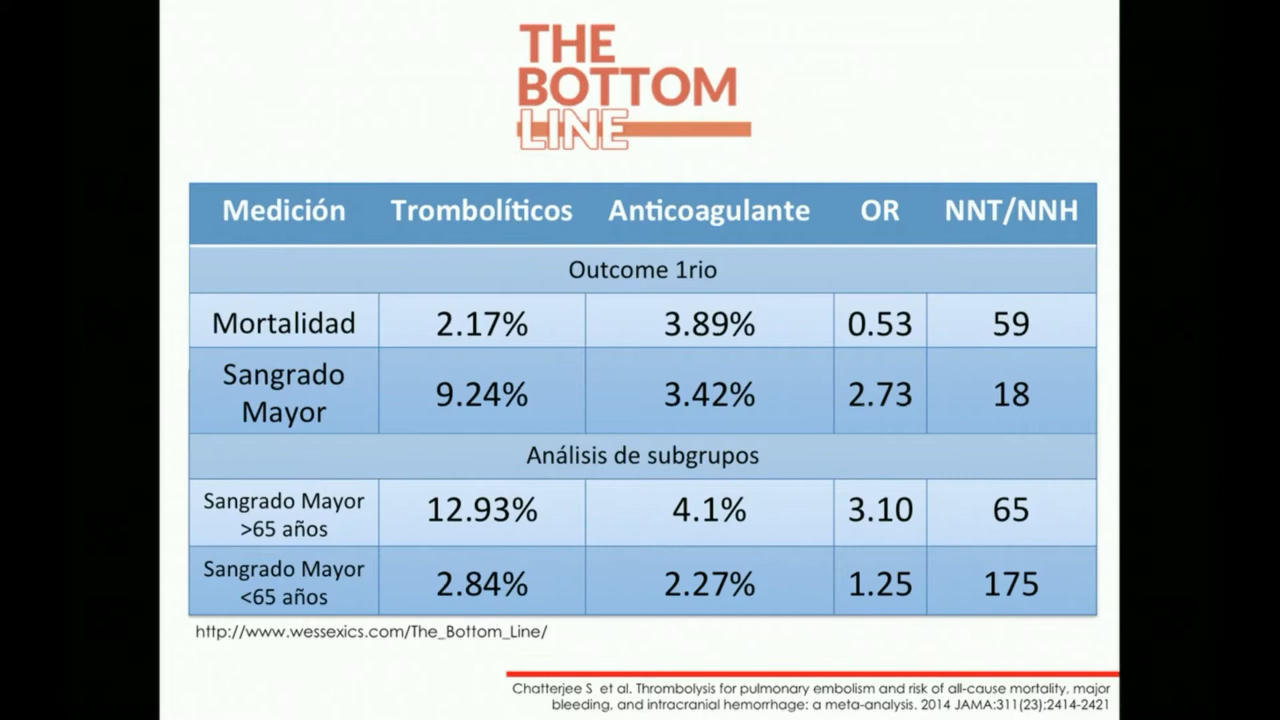 THE
BOTTOM
LINE
Medición Trombolíticos Anticoagulante OR NNT/NNH
Outcome 1rio
Mortalidad 2.17% 3.89% 0.53 59
Sangrado
Mayor 9.24% 3.42% 2.73 18
Análisis de subgrupos
Sangrado Mayor
>65 años 12.93% 4.1% 3.10 65
Sangrado Mayor
<65 años 2.84% 2.27% 1.25 175
http://www.wessexics.com/The_Bottom_Line/
Chatterjee S et al. Thrombolysis for pulmonary embolism and risk of all-cause mortality, major
bleeding, and intracranial hemorrhage: a meta-analysis. 2014 JAMA:311(23):2414-2421